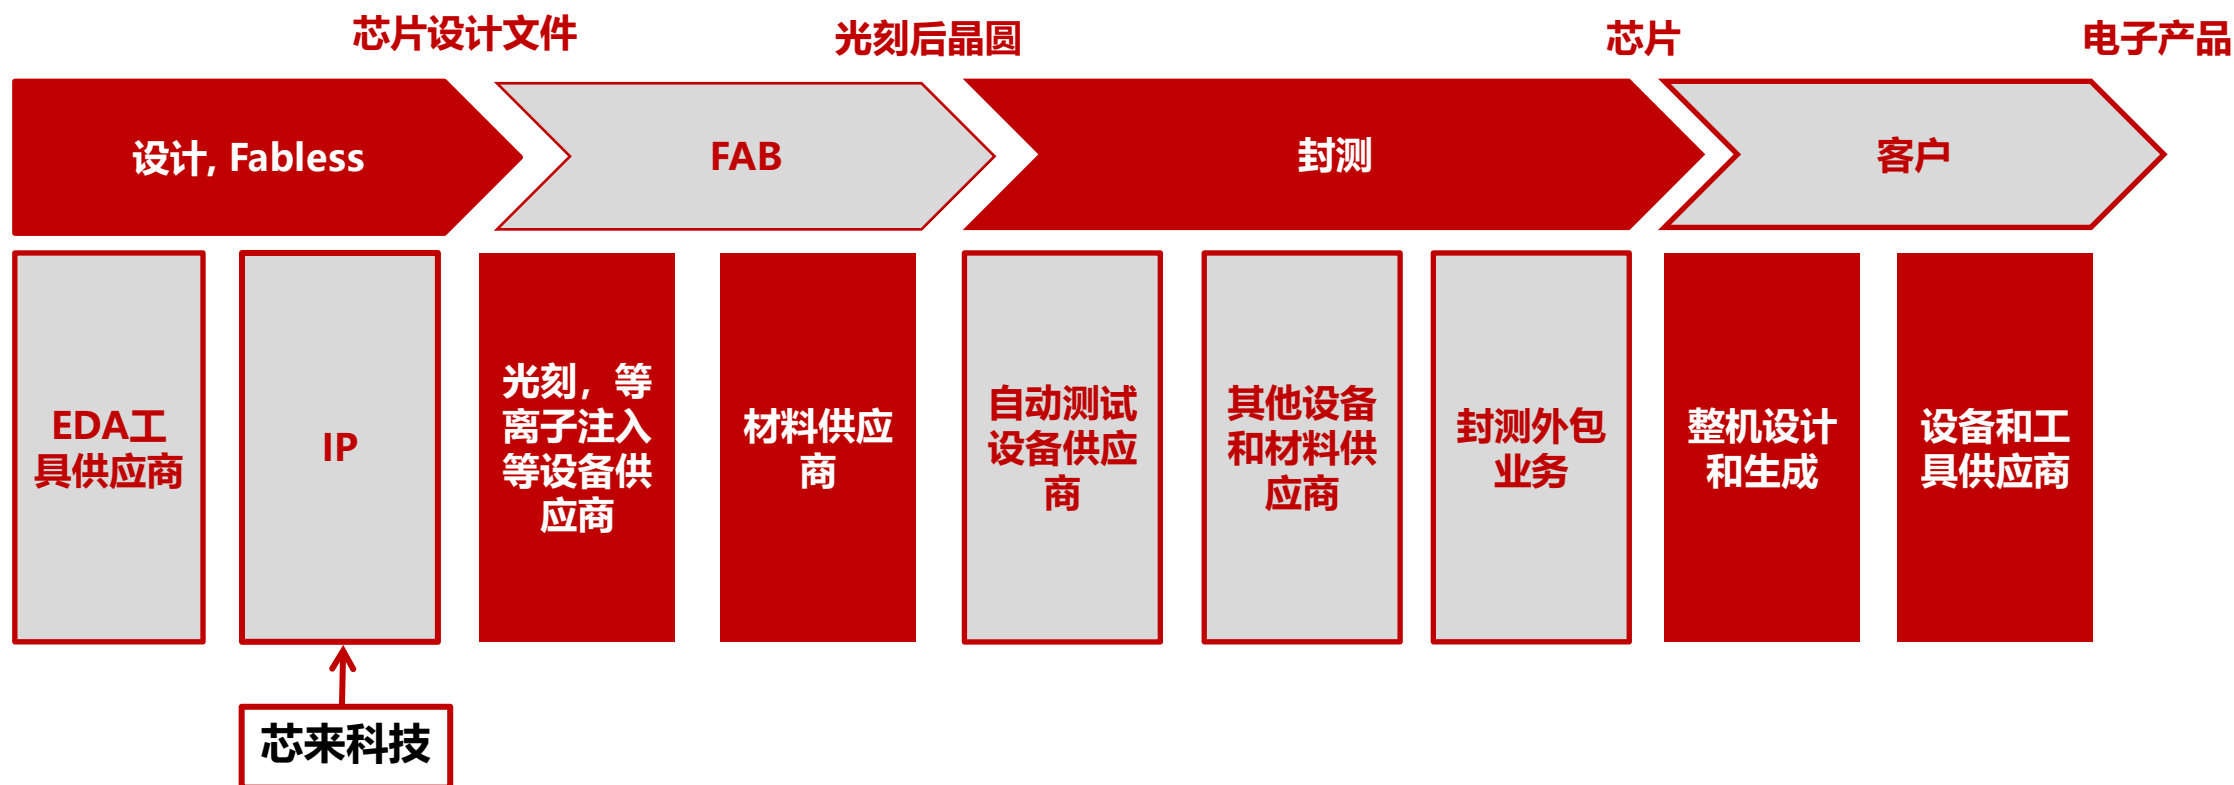 芯片设计文件
光刻后晶圆
芯片
电子产品
设计, Fabless
FAB
封测
客户
EDA工
具供应商
IP
光刻，等
离子注入
等设备供
应商
材料供应
商
自动测试
设备供应
商
其他设备
和材料供
应商
封测外包
业务
整机设计
和生成
设备和工
具供应商
芯来科技